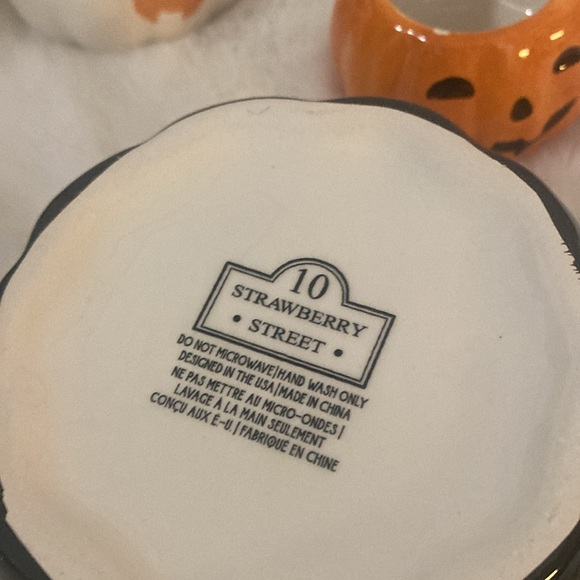 10
STRAWBERRY
• STREET •
DO NOT MICROWAVE|HAND WASH ONLY
DESIGNED IN THE USA|MADE IN CHINA
NE PAS METTRE AU MICRO-ONDES|
LAVAGE À LA MAIN SEULEMENT
CONÇU AUX É-U.|FABRIQUÉ EN CHINE